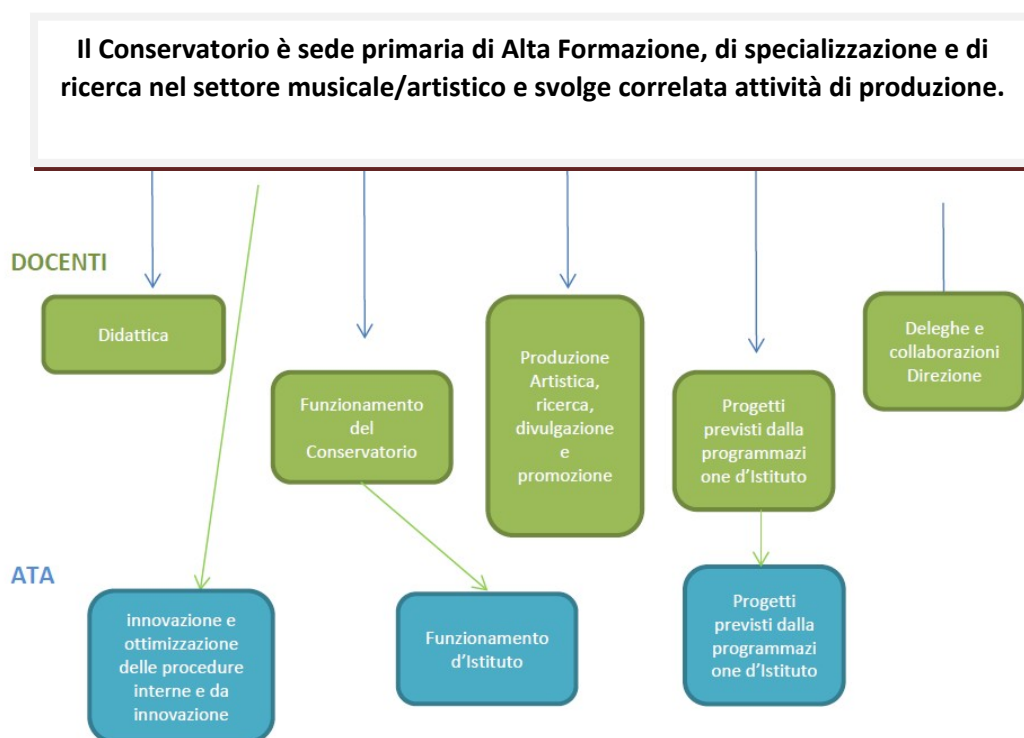 Il Conservatorio è sede primaria di Alta Formazione, di specializzazione e di
ricerca nel settore musicale/artistico e svolge correlata attività di produzione.
DOCENTI
Didattica
Funzionamento
del
Conservatorio
Produzione
Artistica,
ricerca,
divulgazione
e
promozione
Progetti
previsti dalla
programmazi
one d’Istituto
Deleghe e
collaborazioni
Direzione
ATA
innovazione e
ottimizzazione
delle procedure
interne e da
innovazione
Funzionamento
d’Istituto
Progetti
previsti dalla
programmazi
one d’Istituto